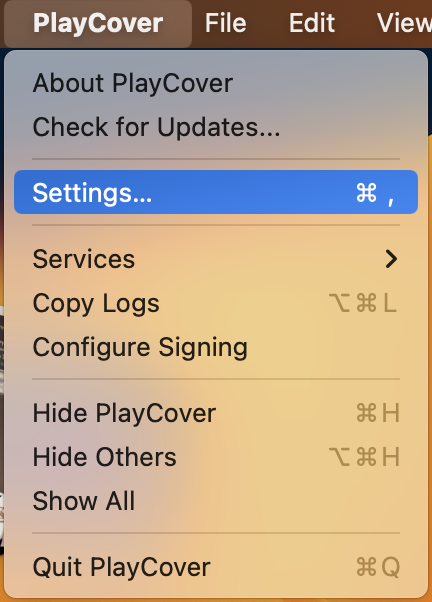 PlayCover File Edit View
About PlayCover
Check for Updates...
Settings... ⌘ ,
Services
Copy Logs ⌥⌘L
Configure Signing
Hide PlayCover ⌘H
Hide Others ⌥⌘H
Show All
Quit PlayCover ⌘Q